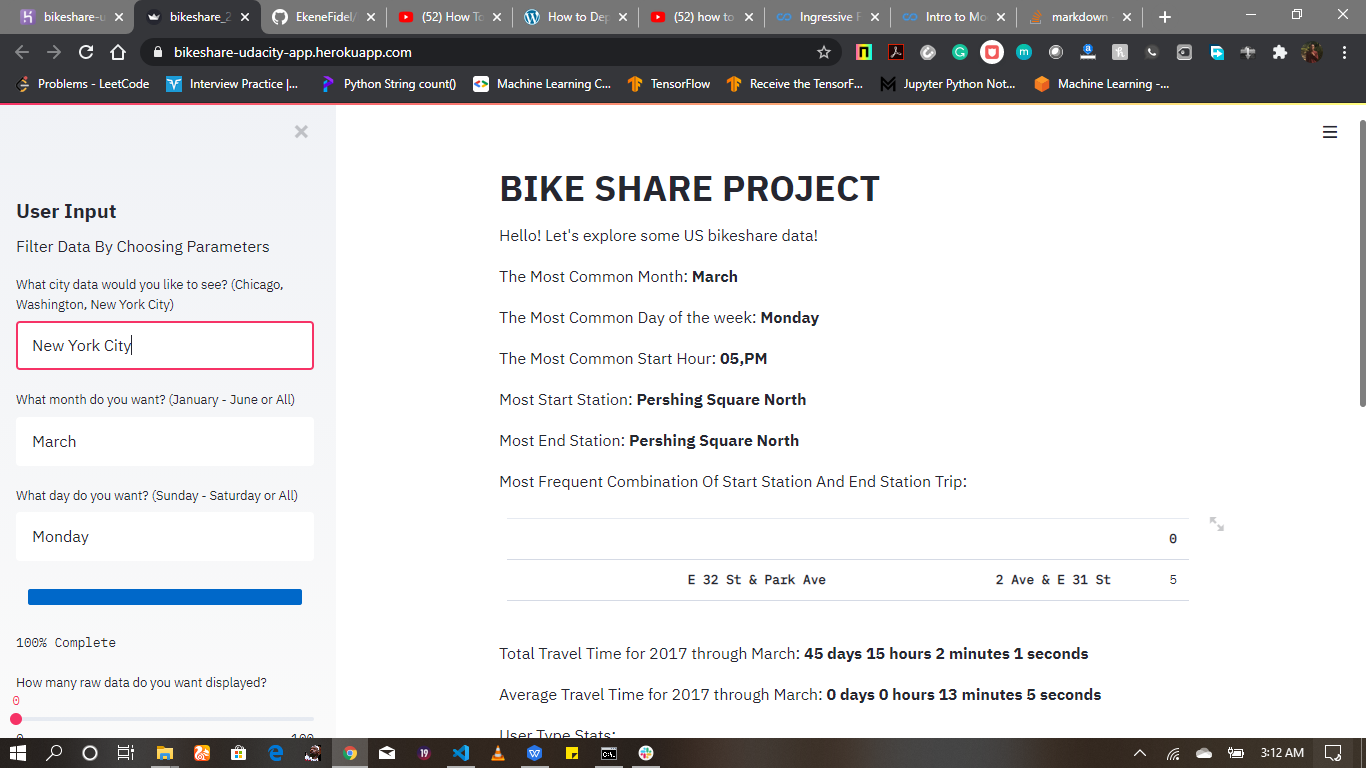 bikeshare-u
bikeshare_2
EkeneFidel/
(52) How To
How to Dep
(52) how to
Ingressive F
Intro to Mo
markdown
bikeshare-udacity-app.herokuapp.com
Problems - LeetCode
Interview Practice |...
Python String count()
Machine Learning C...
TensorFlow
Receive the TensorF...
Jupyter Python Not...
Machine Learning -...
User Input
Filter Data By Choosing Parameters
What city data would you like to see? (Chicago,
Washington, New York City)
New York City
What month do you want? (January - June or All)
March
What day do you want? (Sunday - Saturday or All)
Monday
100% Complete
How many raw data do you want displayed?
0
0 100
BIKE SHARE PROJECT
Hello! Let's explore some US bikeshare data!
The Most Common Month: March
The Most Common Day of the week: Monday
The Most Common Start Hour: 05,PM
Most Start Station: Pershing Square North
Most End Station: Pershing Square North
Most Frequent Combination Of Start Station And End Station Trip:
0
E 32 St & Park Ave 2 Ave & E 31 St 5
Total Travel Time for 2017 through March: 45 days 15 hours 2 minutes 1 seconds
Average Travel Time for 2017 through March: 0 days 0 hours 13 minutes 5 seconds
User Type Stats:
19
3:12 AM